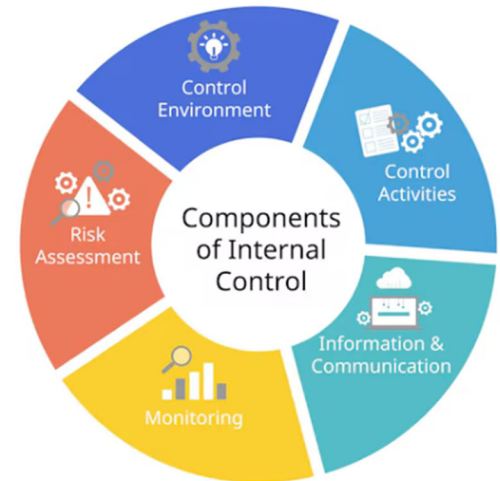 Components
of Internal
Control
Control
Environment
Control
Activities
Information &
Communication
Monitoring
Risk
Assessment